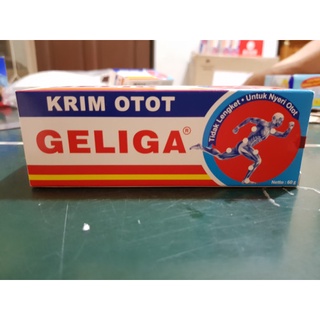 KRIM OTOT
GELIGA®
Tidak Lengket • Untuk Nyeri Otot